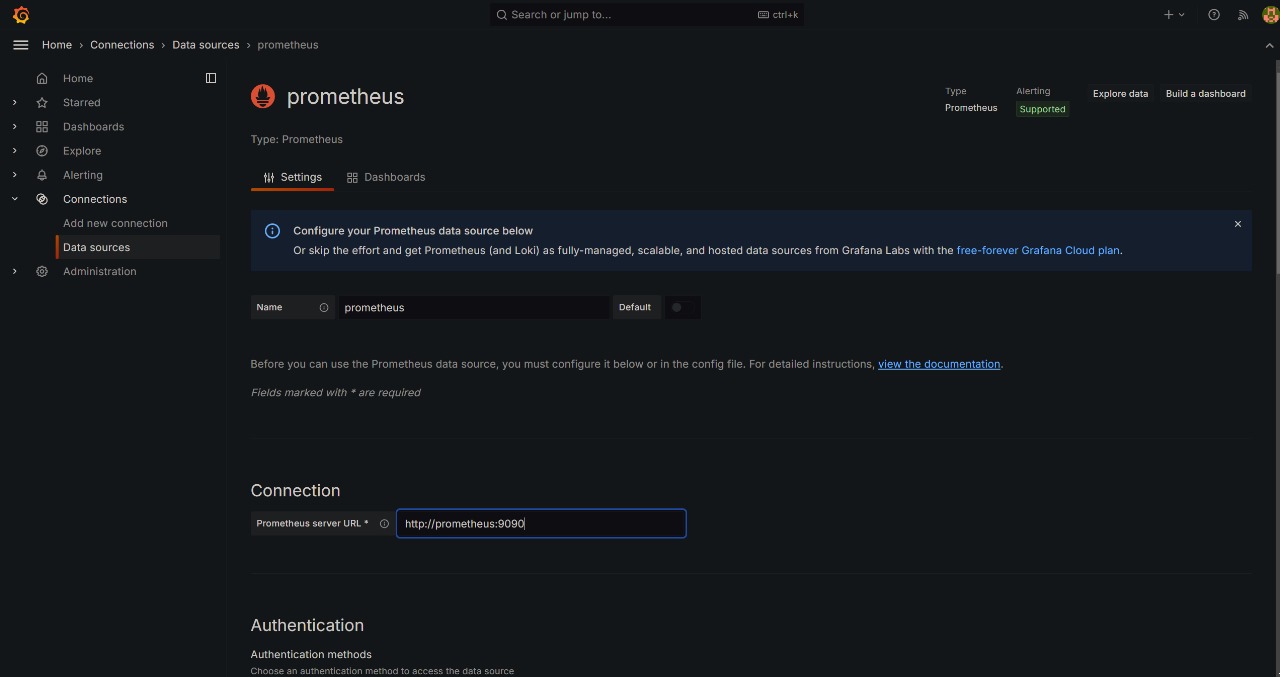 Search or jump to...
ctrl+k
Home › Connections › Data sources › prometheus
Home
Starred
Dashboards
Explore
Alerting
Connections
Add new connection
Data sources
Administration
prometheus
Type
Prometheus
Alerting
Supported
Explore data
Build a dashboard
Type: Prometheus
Settings
Dashboards
Configure your Prometheus data source below
Or skip the effort and get Prometheus (and Loki) as fully-managed, scalable, and hosted data sources from Grafana Labs with the free-forever Grafana Cloud plan.
Name
prometheus
Default
Before you can use the Prometheus data source, you must configure it below or in the config file. For detailed instructions, view the documentation.
Fields marked with * are required
Connection
Prometheus server URL *
http://prometheus:9090
Authentication
Authentication methods
Choose an authentication method to access the data source